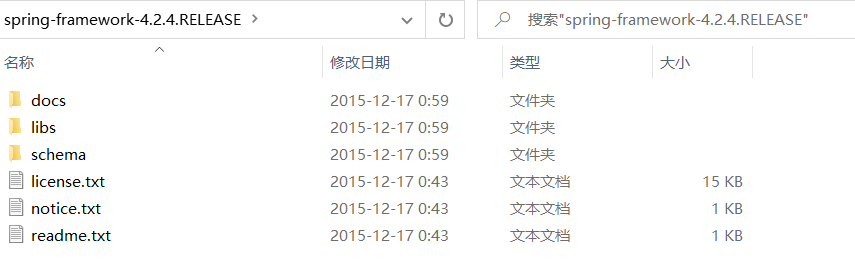 spring-framework-4.2.4.RELEASE 搜索"spring-framework-4.2.4.RELEASE"
名称 修改日期 类型 大小
docs 2015-12-17 0:59 文件夹
libs 2015-12-17 0:59 文件夹
schema 2015-12-17 0:59 文件夹
license.txt 2015-12-17 0:43 文本文档 15 KB
notice.txt 2015-12-17 0:43 文本文档 1 KB
readme.txt 2015-12-17 0:43 文本文档 1 KB